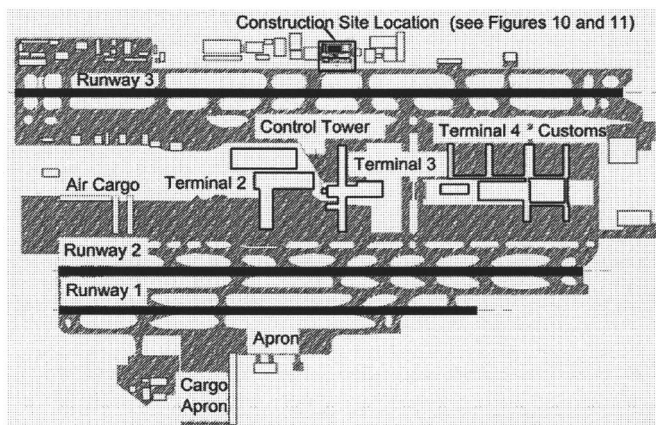 Construction Site Location (see Figures 10 and 11)
Runway 3
Control Tower
Terminal 4 Customs
Terminal 3
Air Cargo
Terminal 2
Runway 2
Runway 1
Apron
Cargo
Apron